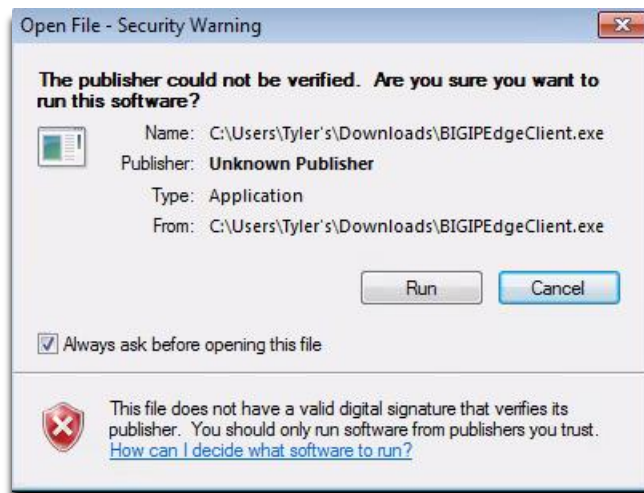 Open File - Security Warning
The publisher could not be verified. Are you sure you want to
run this software?
Name: C:\Users\Tyler's\Downloads\BIGIPEdgeClient.exe
Publisher: Unknown Publisher
Type: Application
From: C:\Users\Tyler's\Downloads\BIGIPEdgeClient.exe
Run Cancel
Always ask before opening this file
This file does not have a valid digital signature that verifies its
publisher. You should only run software from publishers you trust.
How can I decide what software to run?